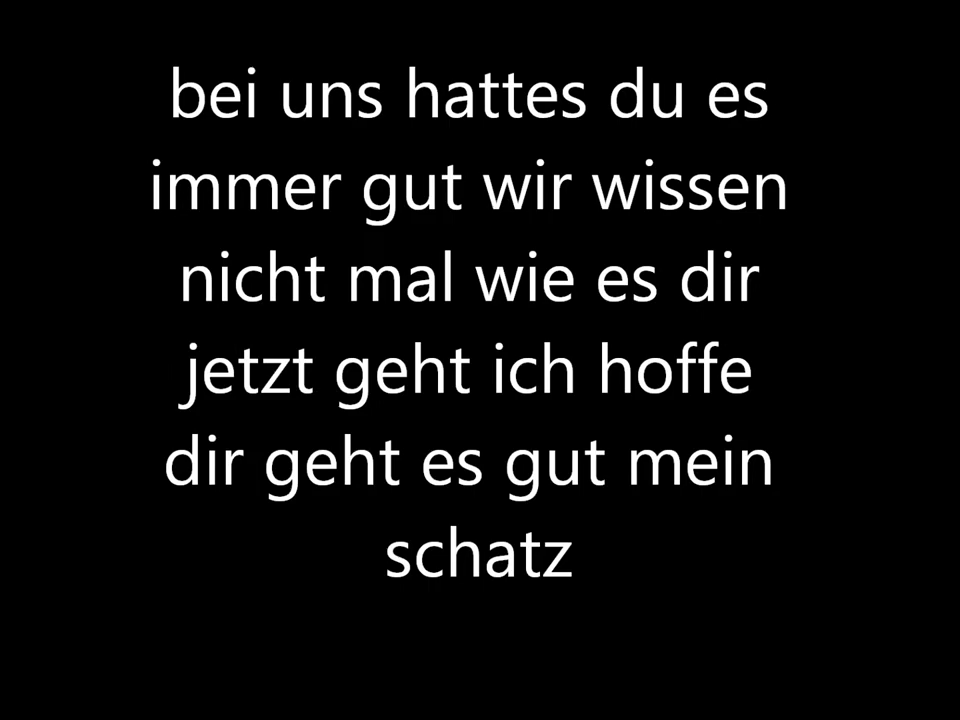 bei uns hattes du es
immer gut wir wissen
nicht mal wie es dir
jetzt geht ich hoffe
dir geht es gut mein
schatz